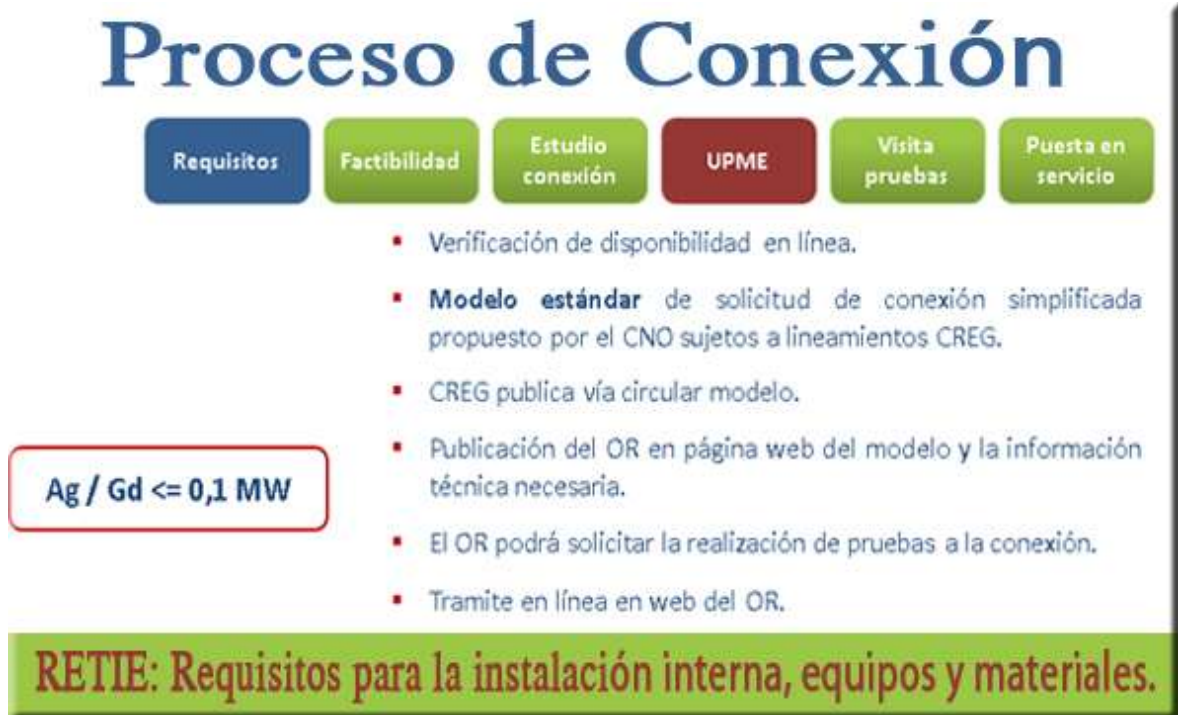 Proceso de Conexión
Requisitos
Factibilidad
Estudio
conexión
UPME
Visita
pruebas
Puesta en
servicio
▪ Verificación de disponibilidad en línea.
▪ Modelo estándar de solicitud de conexión simplificada
propuesto por el CNO sujetos a lineamientos CREG.
▪ CREG publica vía circular modelo.
▪ Publicación del OR en página web del modelo y la información
técnica necesaria.
Ag / Gd <= 0,1 MW
▪ El OR podrá solicitar la realización de pruebas a la conexión.
▪ Tramite en línea en web del OR.
RETIE: Requisitos para la instalación interna, equipos y materiales.